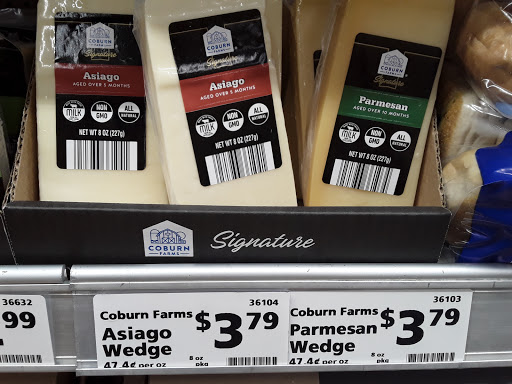 COBURN
FARMS
Signature
Asiago
AGED OVER 5 MONTHS
MILK
NON
GMO
ALL
NATURAL
NET WT 8 OZ (227g)
COBURN
FARMS
Signature
Asiago
AGED OVER 5 MONTHS
MILK
NON
GMO
ALL
NATURAL
NET WT 8 OZ (227g)
COBURN
FARMS
Signature
Parmesan
AGED OVER 10 MONTHS
MILK
NON
GMO
ALL
NATURAL
NET WT 8 OZ (227g)
COBURN
FARMS
Signature
36632
99
36104
Coburn Farms
Asiago
Wedge
$3 79
47.4¢ per oz
8 oz
pkg
36103
Coburn Farms
Parmesan
Wedge
$3 79
47.4¢ per oz
8 oz
pkg